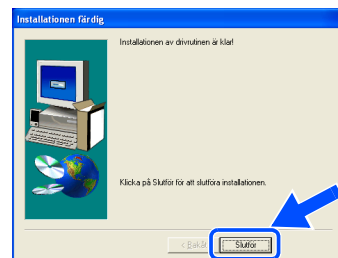 Installationen färdig
Installationen av drivrutinen är klar!
Klicka på Slutför för att slutföra installationen.
< Bakåt
Slutför